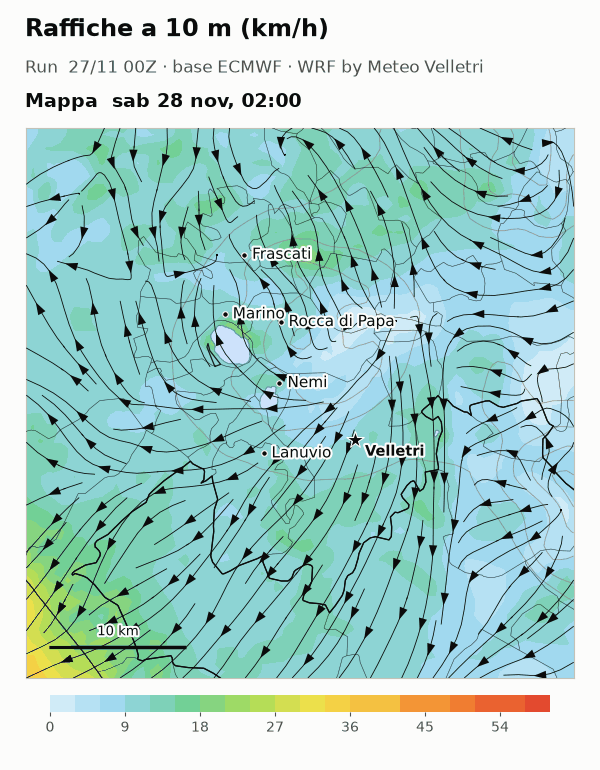 Raffiche a 10 m (km/h)
Run 27/11 00Z · base ECMWF · WRF by Meteo Velletri
Mappa sab 28 nov, 02:00
Frascati
Marino
Rocca di Papa
Nemi
Velletri
Lanuvio
10 km
0 9 18 27 36 45 54